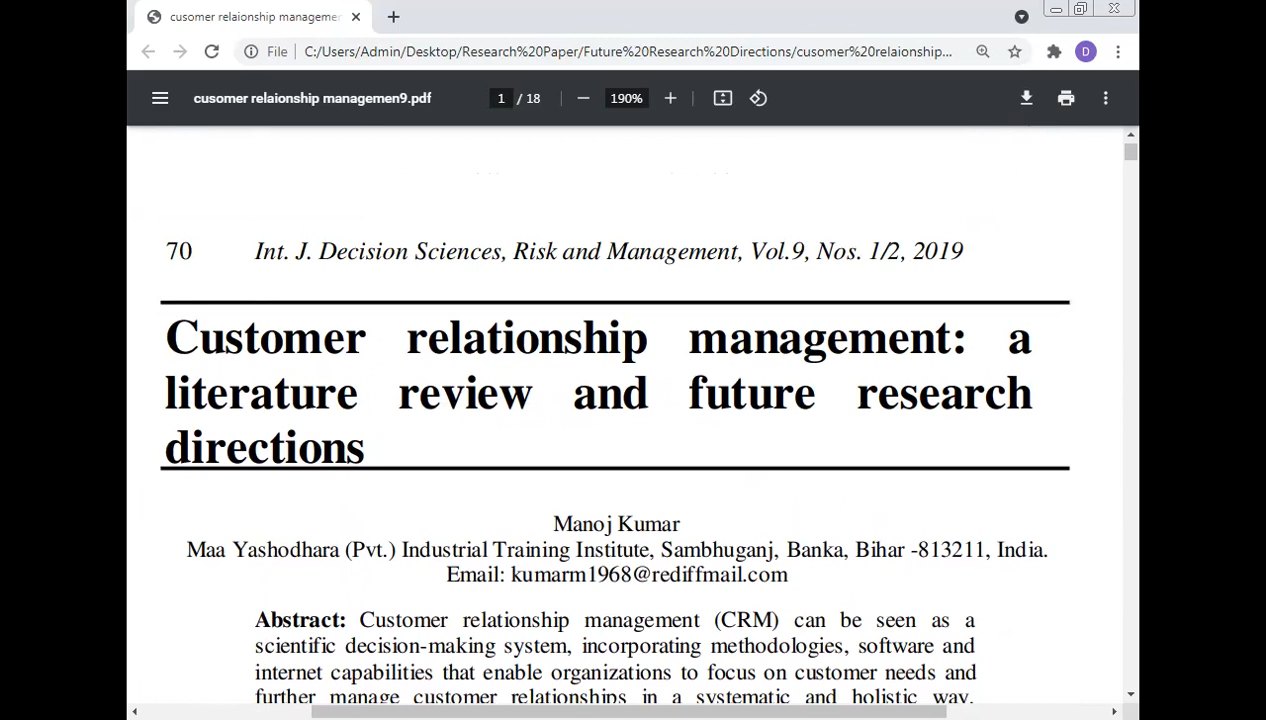 cusomer relaionship managemen
File C:/Users/Admin/Desktop/Research%20Paper/Future%20Research%20Directions/cusomer%20relaionship...
D
cusomer relaionship managemen9.pdf 1 / 18 190%
70 Int. J. Decision Sciences, Risk and Management, Vol.9, Nos. 1/2, 2019
Customer relationship management: a
literature review and future research
directions
Manoj Kumar
Maa Yashodhara (Pvt.) Industrial Training Institute, Sambhuganj, Banka, Bihar -813211, India.
Email: kumarm1968@rediffmail.com
Abstract: Customer relationship management (CRM) can be seen as a
scientific decision-making system, incorporating methodologies, software and
internet capabilities that enable organizations to focus on customer needs and
further manage customer relationships in a systematic and holistic way.